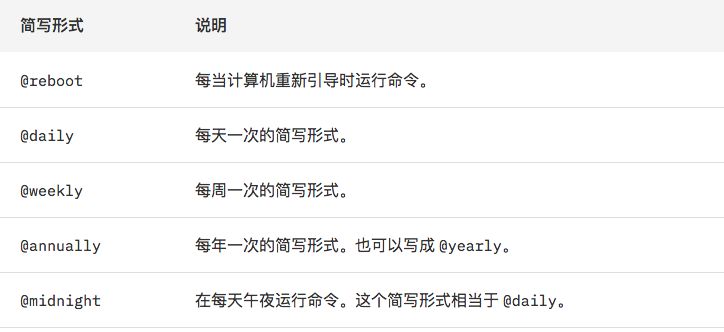 简写形式 说明
@reboot 每当计算机重新引导时运行命令。
@daily 每天一次的简写形式。
@weekly 每周一次的简写形式。
@annually 每年一次的简写形式。也可以写成 @yearly。
@midnight 在每天午夜运行命令。这个简写形式相当于 @daily。